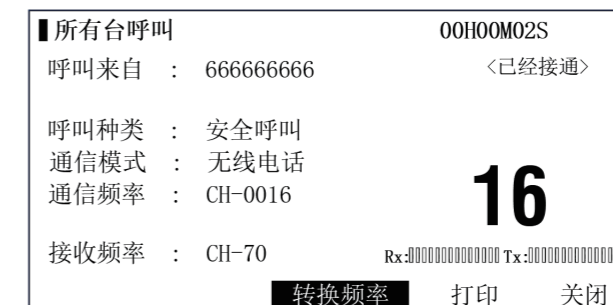 所有台呼叫 00H00M02S
呼叫来自 : 666666666 <已经接通>
呼叫种类 : 安全呼叫
通信模式 : 无线电话
通信频率 : CH-0016
16
接收频率 : CH-70 Rx: Tx:
转换频率 打印 关闭